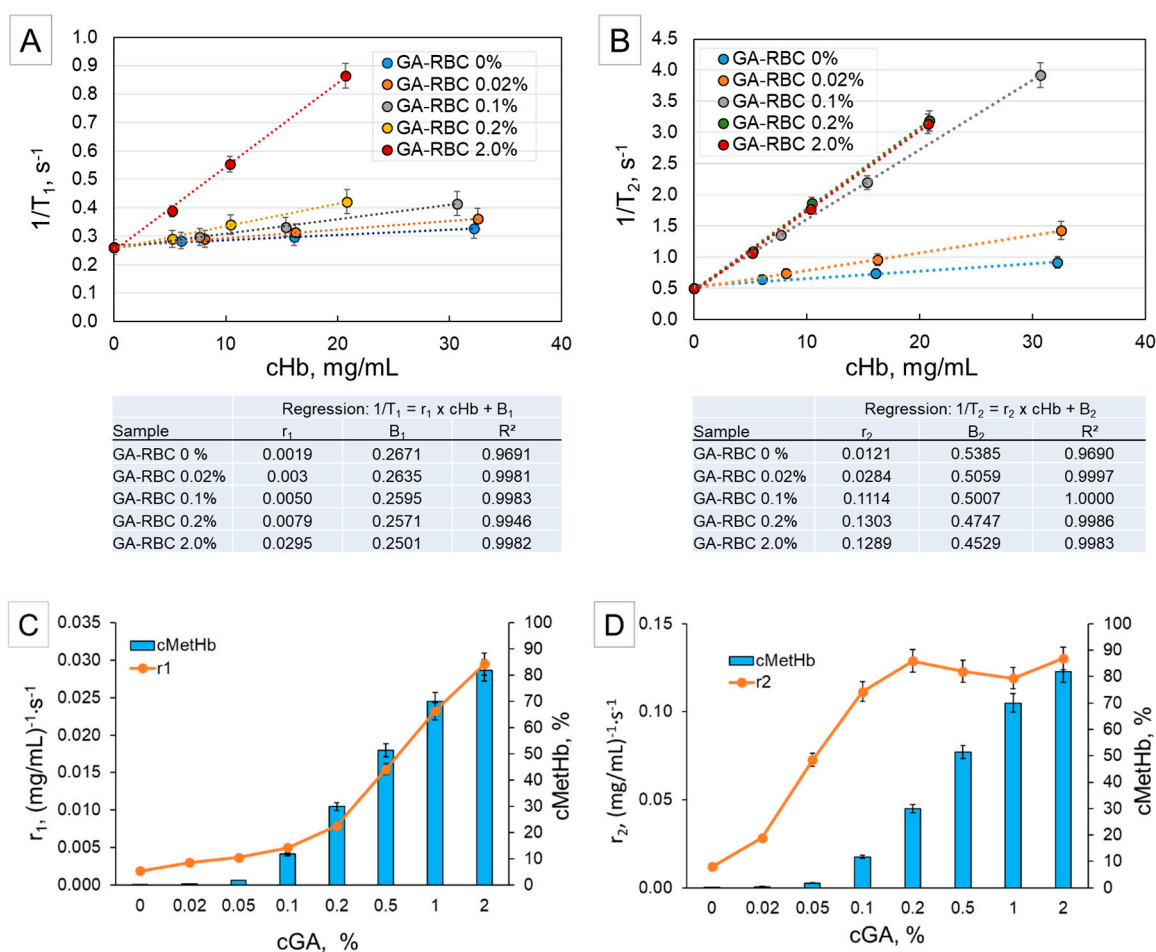 A
1/T₁, s⁻¹
1.0
0.9
0.8
0.7
0.6
0.5
0.4
0.3
0.2
0.1
0.0
GA-RBC 0%
GA-RBC 0.02%
GA-RBC 0.1%
GA-RBC 0.2%
GA-RBC 2.0%
0 10 20 30 40
cHb, mg/mL
Regression: 1/T₁ = r₁ x cHb + B₁
Sample r₁ B₁ R²
GA-RBC 0 % 0.0019 0.2671 0.9691
GA-RBC 0.02% 0.003 0.2635 0.9981
GA-RBC 0.1% 0.0050 0.2595 0.9983
GA-RBC 0.2% 0.0079 0.2571 0.9946
GA-RBC 2.0% 0.0295 0.2501 0.9982
B
1/T₂, s⁻¹
4.5
4.0
3.5
3.0
2.5
2.0
1.5
1.0
0.5
0.0
GA-RBC 0%
GA-RBC 0.02%
GA-RBC 0.1%
GA-RBC 0.2%
GA-RBC 2.0%
0 10 20 30 40
cHb, mg/mL
Regression: 1/T₂ = r₂ x cHb + B₂
Sample r₂ B₂ R²
GA-RBC 0 % 0.0121 0.5385 0.9690
GA-RBC 0.02% 0.0284 0.5059 0.9997
GA-RBC 0.1% 0.1114 0.5007 1.0000
GA-RBC 0.2% 0.1303 0.4747 0.9986
GA-RBC 2.0% 0.1289 0.4529 0.9983
C
r₁, (mg/mL)⁻¹·s⁻¹
0.035
0.030
0.025
0.020
0.015
0.010
0.005
0.000
cMetHb
r1
100
90
80
70
60
50
40
30
20
10
0
cMetHb, %
0 0.02 0.05 0.1 0.2 0.5 1 2
cGA, %
D
r₂, (mg/mL)⁻¹·s⁻¹
0.15
0.10
0.05
0.00
cMetHb
r2
100
90
80
70
60
50
40
30
20
10
0
cMetHb, %
0 0.02 0.05 0.1 0.2 0.5 1 2
cGA, %